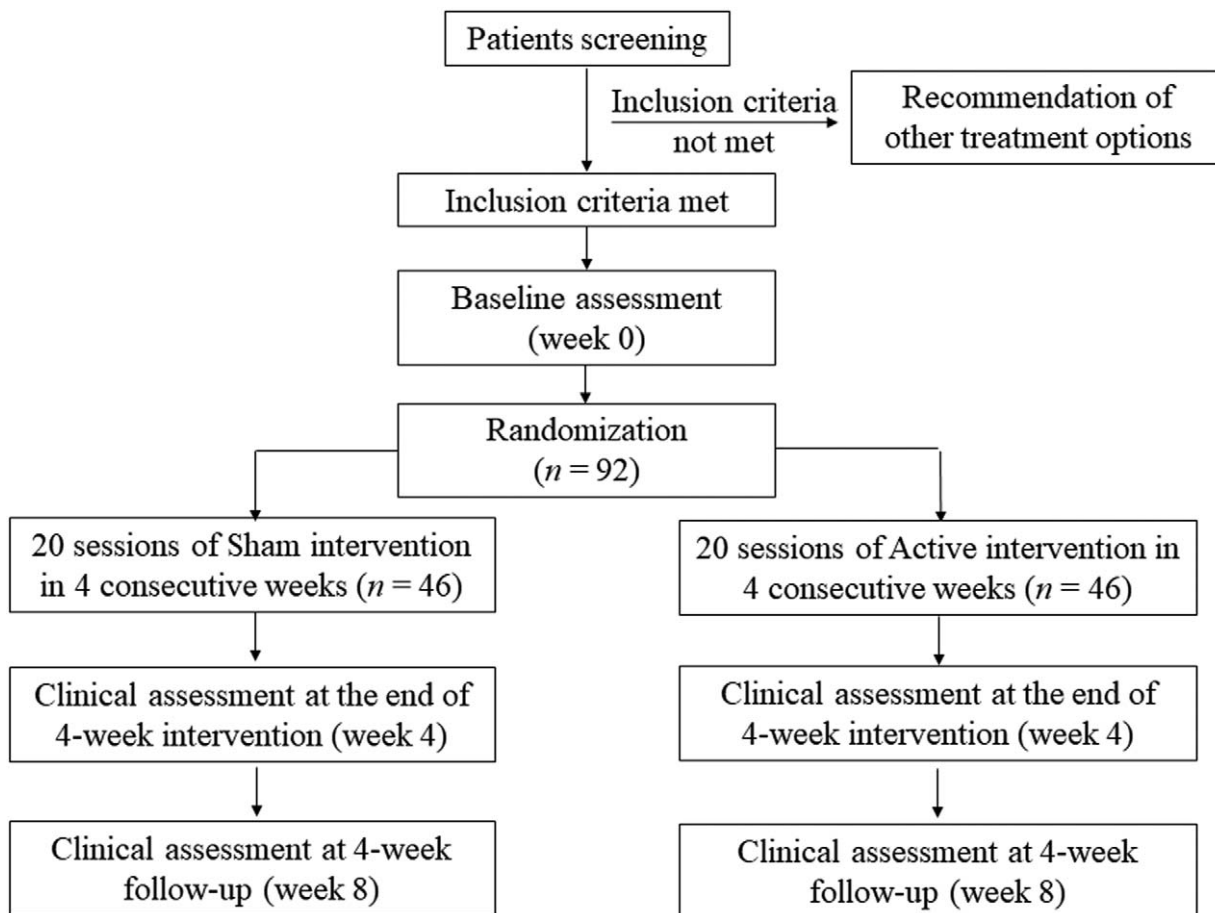 Patients screening
Inclusion criteria
not met
Recommendation of
other treatment options
Inclusion criteria met
Baseline assessment
(week 0)
Randomization
(n = 92)
20 sessions of Sham intervention
in 4 consecutive weeks (n = 46)
20 sessions of Active intervention in
4 consecutive weeks (n = 46)
Clinical assessment at the end of
4-week intervention (week 4)
Clinical assessment at the end of
4-week intervention (week 4)
Clinical assessment at 4-week
follow-up (week 8)
Clinical assessment at 4-week
follow-up (week 8)